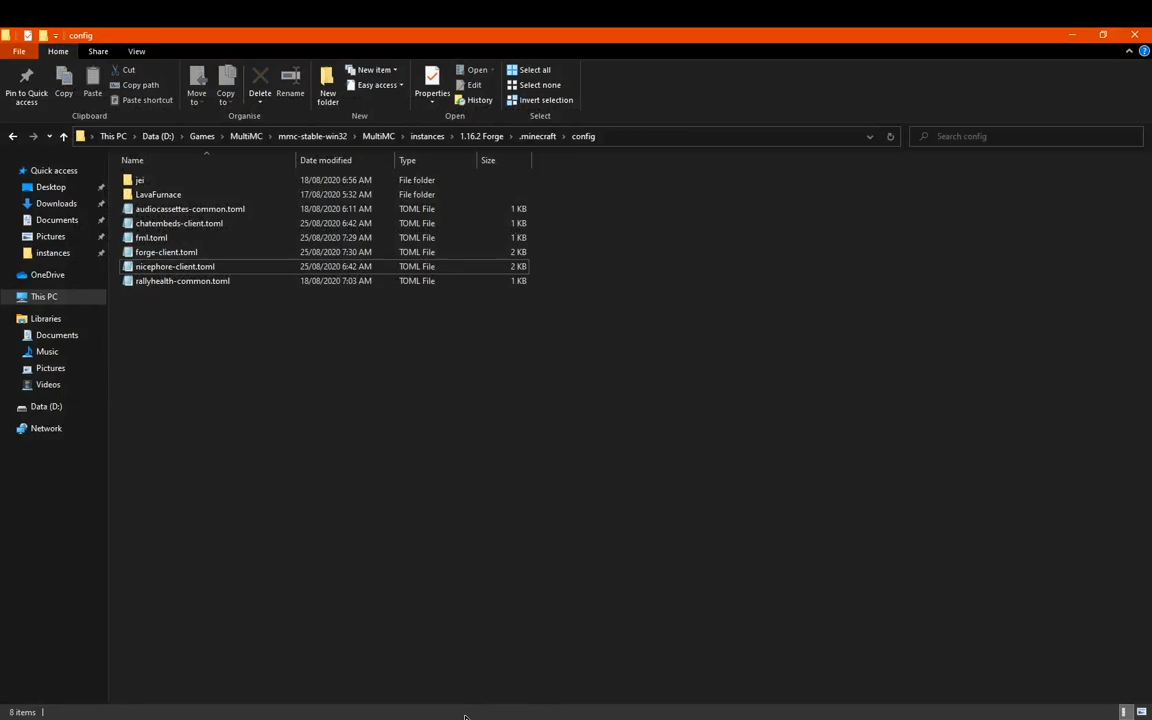 config
File Home Share View
Pin to Quick access
Copy
Paste
Cut
Copy path
Paste shortcut
Move to
Copy to
Delete
Rename
New folder
New item
Easy access
Properties
Open
Edit
History
Select all
Select none
Invert selection
Clipboard Organise New Open Select
This PC Data (D:) Games MultiMC mmc-stable-win32 MultiMC instances 1.16.2 Forge .minecraft config
Search config
Name Date modified Type Size
jei 18/08/2020 6:56 AM File folder
LavaFurnace 17/08/2020 5:32 AM File folder
audiocassettes-common.toml 18/08/2020 6:11 AM TOML File 1 KB
chatembeds-client.toml 25/08/2020 6:42 AM TOML File 1 KB
fml.toml 25/08/2020 7:29 AM TOML File 1 KB
forge-client.toml 25/08/2020 7:30 AM TOML File 2 KB
nicephore-client.toml 25/08/2020 6:42 AM TOML File 2 KB
rallyhealth-common.toml 18/08/2020 7:03 AM TOML File 1 KB
Quick access
Desktop
Downloads
Documents
Pictures
instances
OneDrive
This PC
Libraries
Documents
Music
Pictures
Videos
Data (D:)
Network
8 items